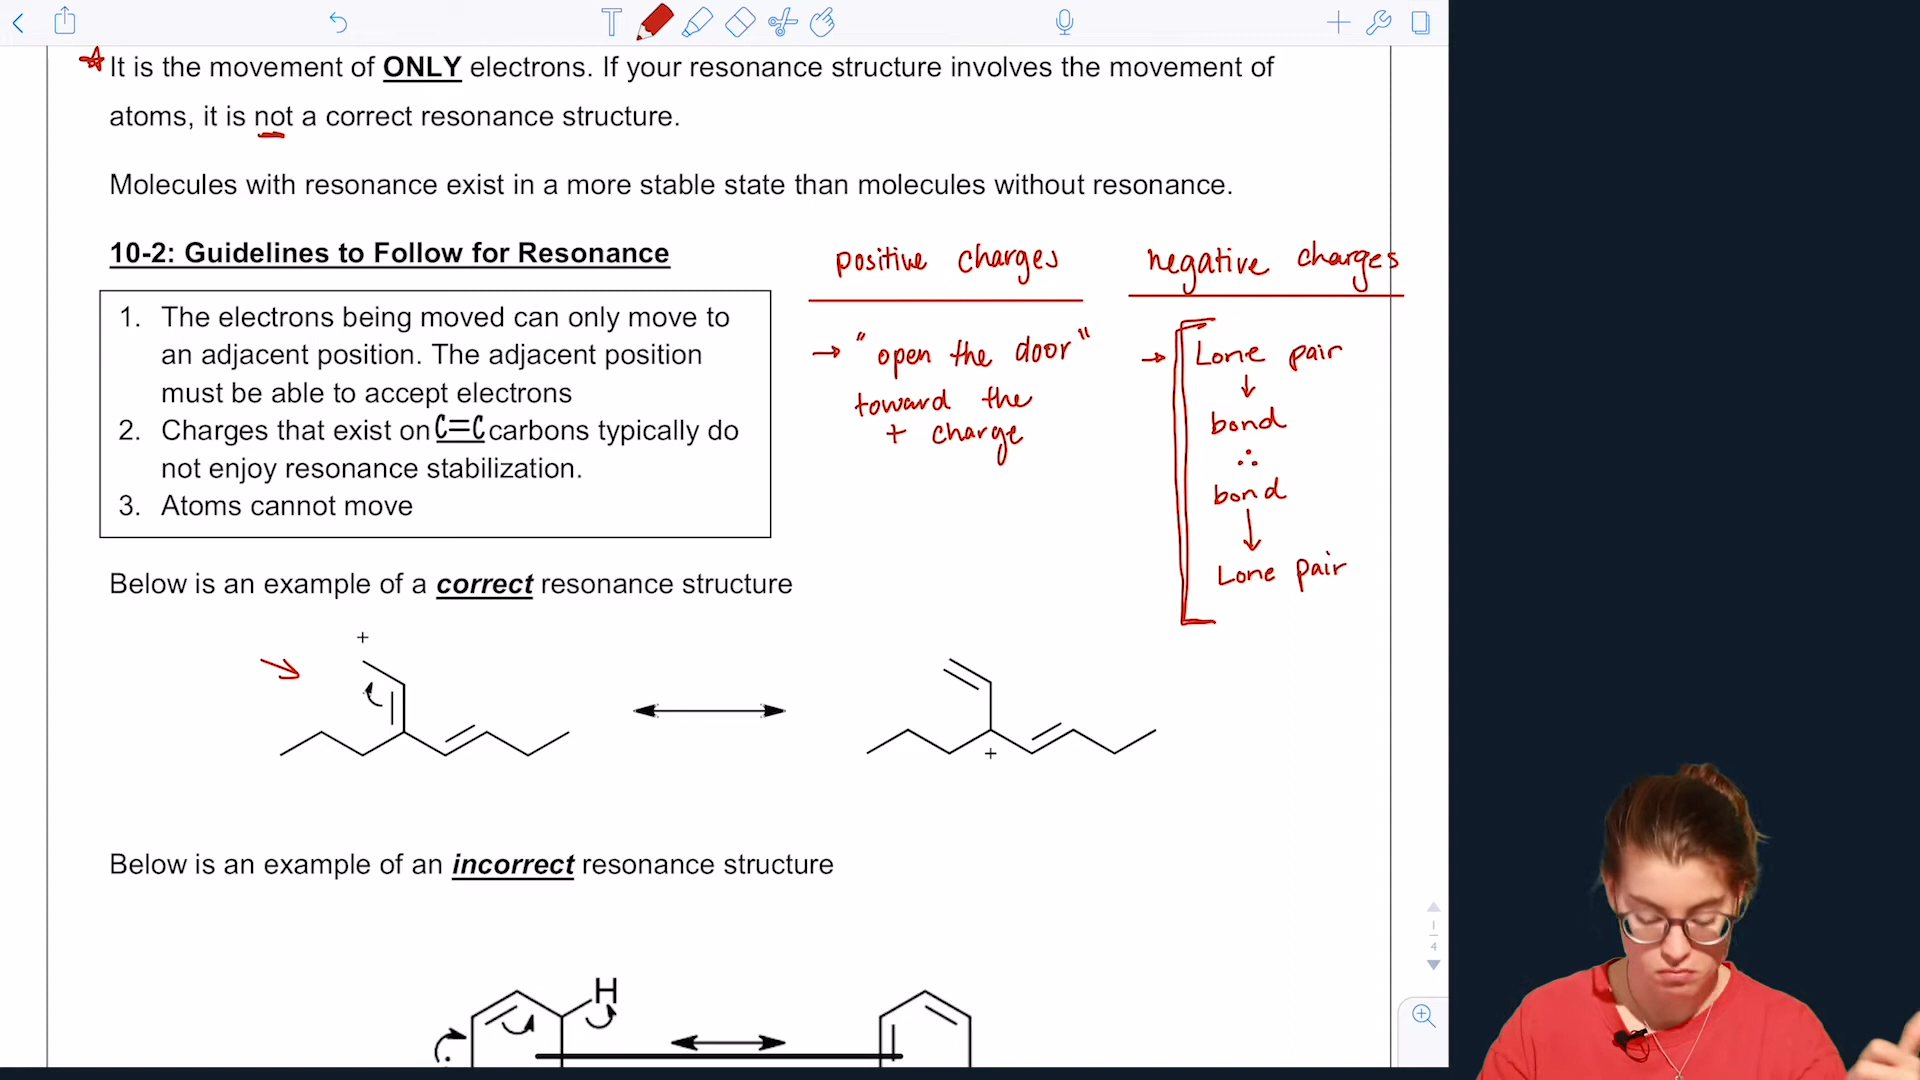 It is the movement of ONLY electrons. If your resonance structure involves the movement of
atoms, it is not a correct resonance structure.
Molecules with resonance exist in a more stable state than molecules without resonance.
10-2: Guidelines to Follow for Resonance
1. The electrons being moved can only move to
an adjacent position. The adjacent position
must be able to accept electrons
2. Charges that exist on C=C carbons typically do
not enjoy resonance stabilization.
3. Atoms cannot move
positive charges
→ "open the door"
toward the
+ charge
negative charges
→ Lone pair
↓
bond
∴
bond
↓
Lone pair
Below is an example of a correct resonance structure
+
+
Below is an example of an incorrect resonance structure
H
T
1
4